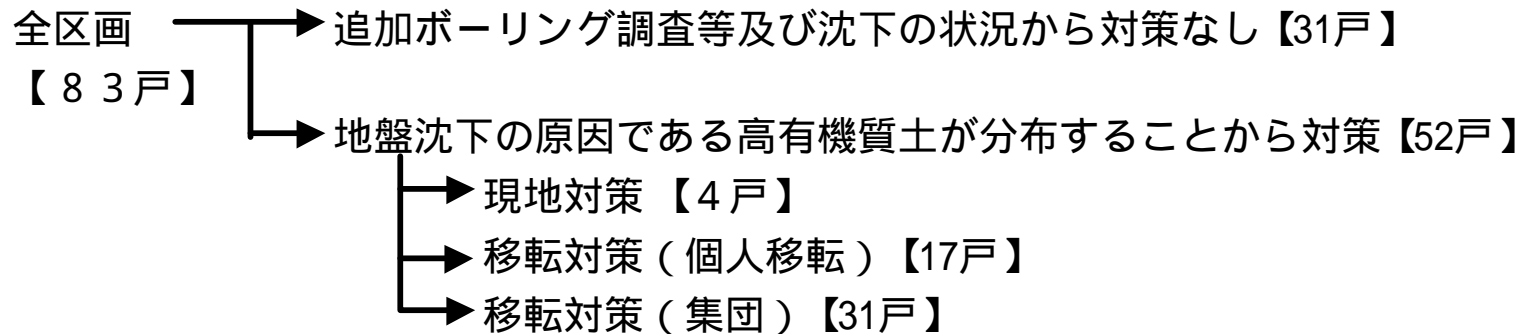 全区画
追加ボーリング調査等及び沈下の状況から対策なし【31戸】
【８３戸】
地盤沈下の原因である高有機質土が分布することから対策【52戸】
現地対策 【４戸】
移転対策（個人移転）【17戸】
移転対策（集団）【31戸】